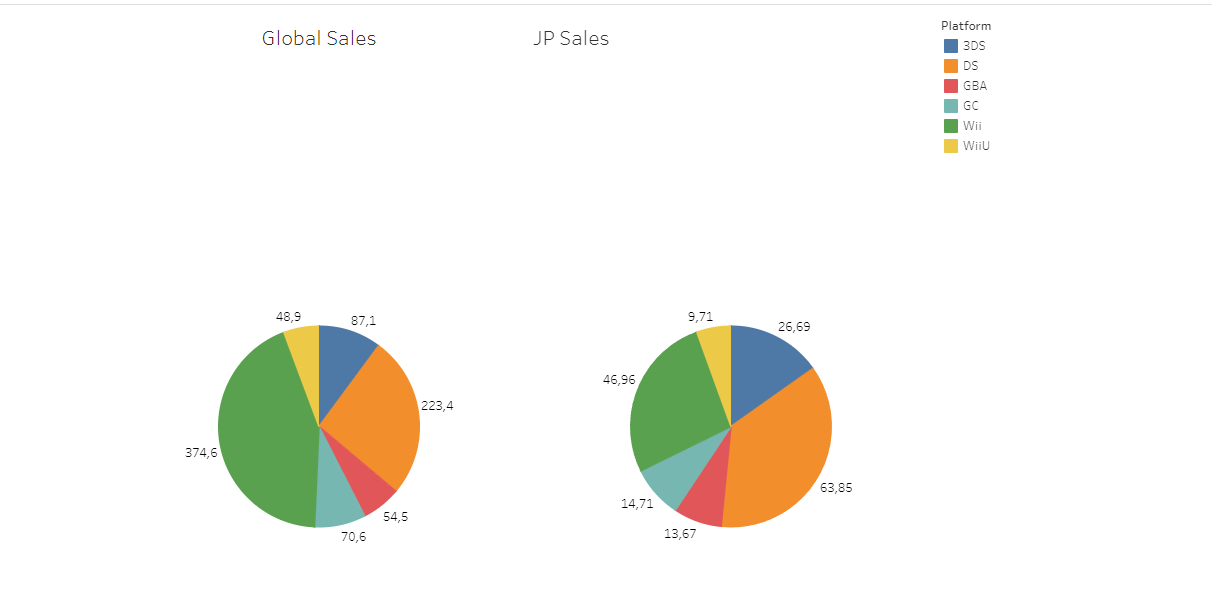 Global Sales
JP Sales
Platform
3DS
DS
GBA
GC
Wii
WiiU
48,9
87,1
223,4
374,6
54,5
70,6
9,71
26,69
46,96
63,85
14,71
13,67